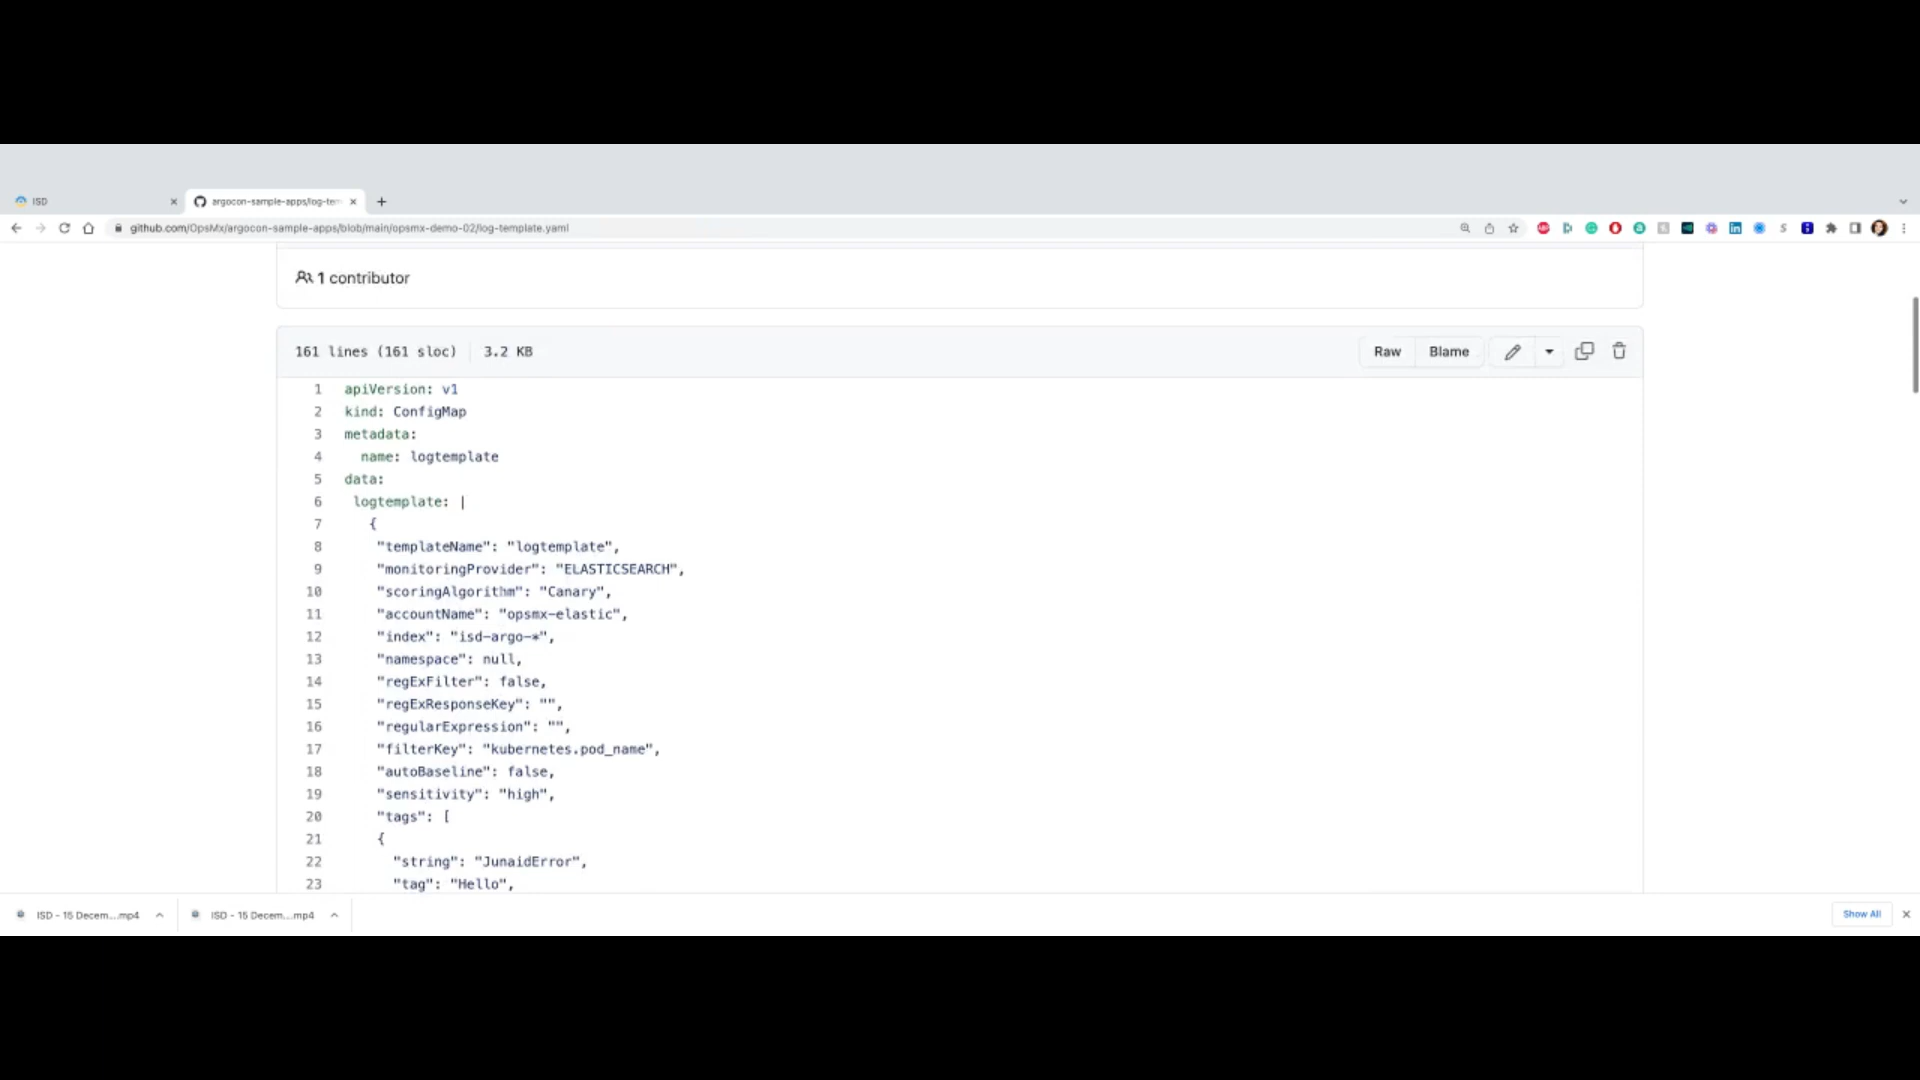 ISD
argocon-sample-apps/log-tem
github.com/OpsMx/argocon-sample-apps/blob/main/opsmx-demo-02/log-template.yaml
1 contributor
161 lines (161 sloc) 3.2 KB
Raw Blame
1 apiVersion: v1
2 kind: ConfigMap
3 metadata:
4 name: logtemplate
5 data:
6 logtemplate: |
7 {
8 "templateName": "logtemplate",
9 "monitoringProvider": "ELASTICSEARCH",
10 "scoringAlgorithm": "Canary",
11 "accountName": "opsmx-elastic",
12 "index": "isd-argo-*",
13 "namespace": null,
14 "regExFilter": false,
15 "regExResponseKey": "",
16 "regularExpression": "",
17 "filterKey": "kubernetes.pod_name",
18 "autoBaseline": false,
19 "sensitivity": "high",
20 "tags": [
21 {
22 "string": "JunaidError",
23 "tag": "Hello",
ISD - 15 Decem....mp4 ISD - 15 Decem....mp4 Show All